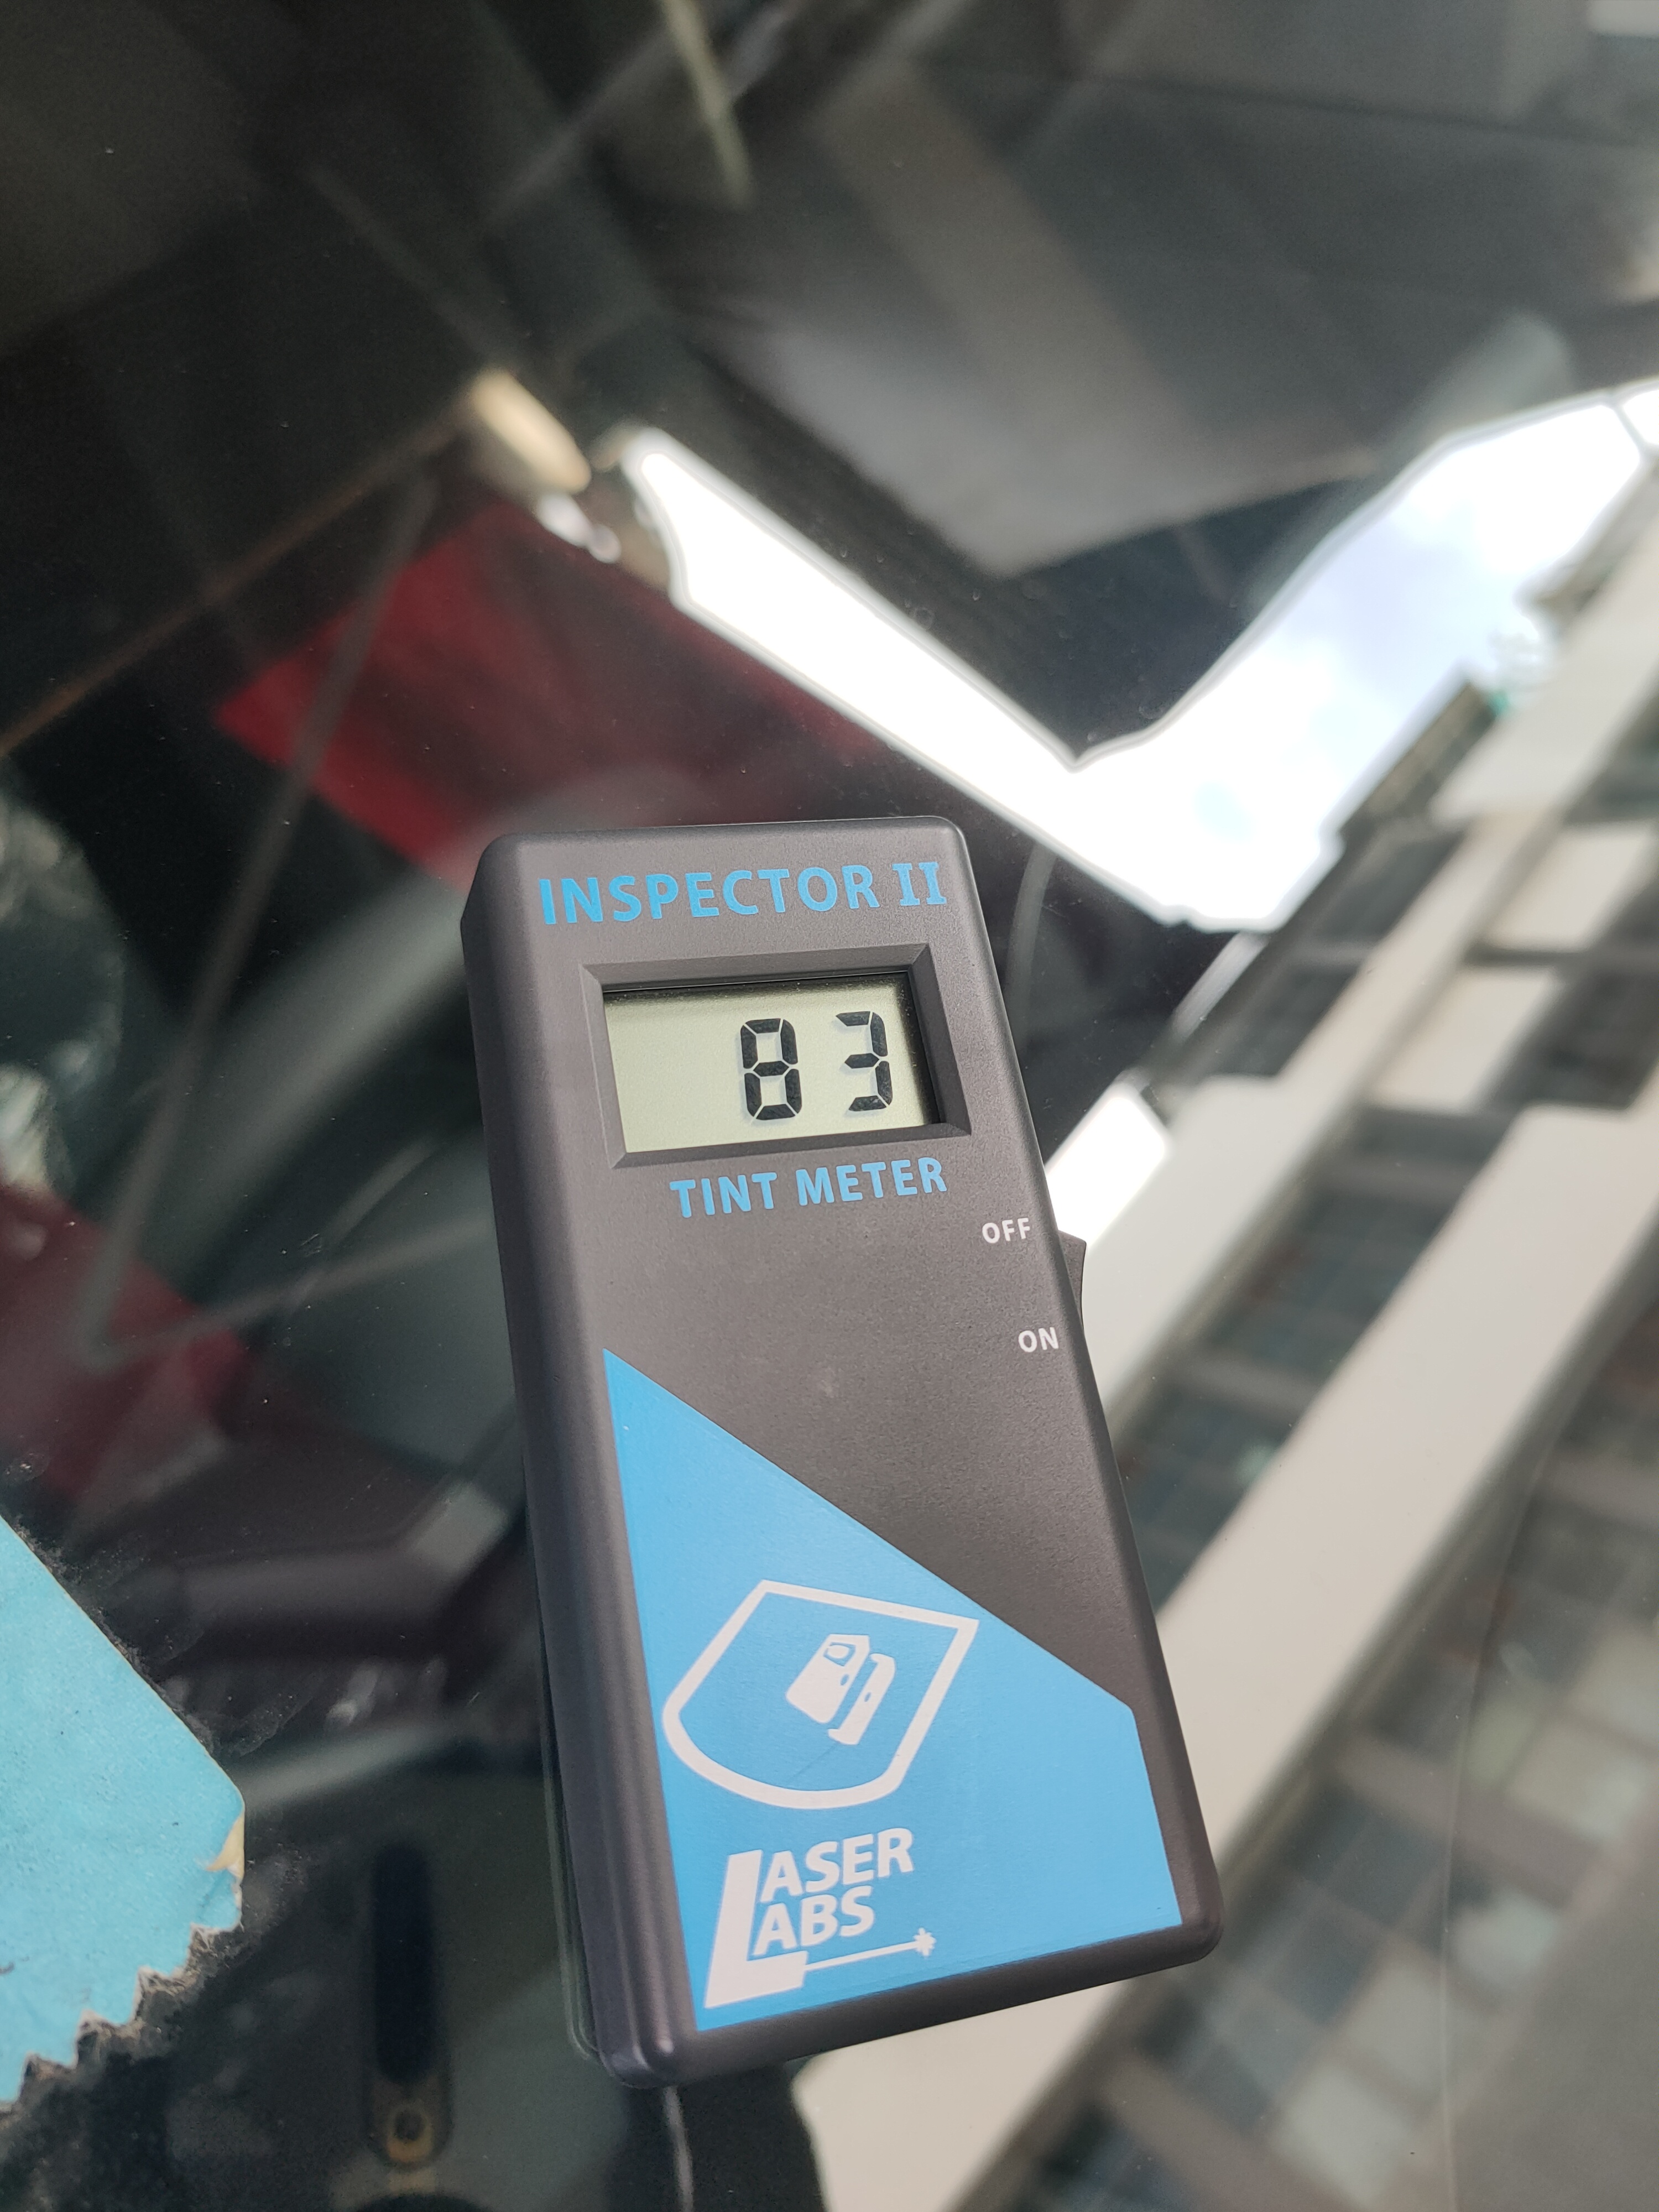 INSPECTOR II
83
TINT METER
OFF
ON
LASER
LABS